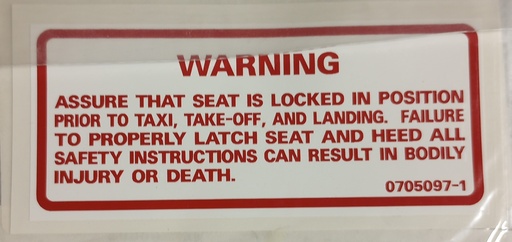 WARNING
ASSURE THAT SEAT IS LOCKED IN POSITION
PRIOR TO TAXI, TAKE-OFF, AND LANDING. FAILURE
TO PROPERLY LATCH SEAT AND HEED ALL
SAFETY INSTRUCTIONS CAN RESULT IN BODILY
INJURY OR DEATH.
0705097-1